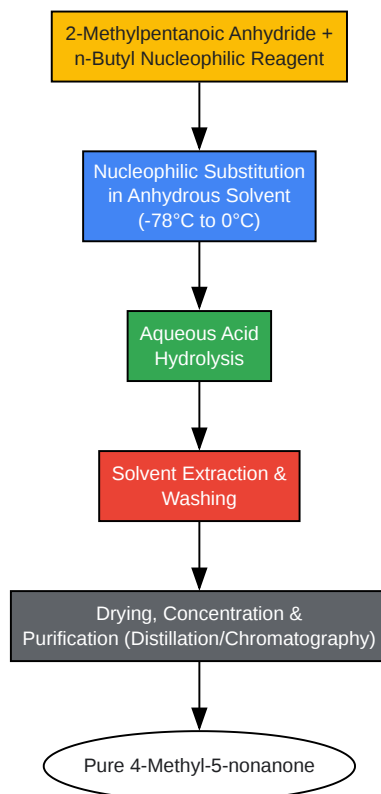 2-Methylpentanoic Anhydride +
n-Butyl Nucleophilic Reagent
Nucleophilic Substitution
in Anhydrous Solvent
(-78°C to 0°C)
Aqueous Acid
Hydrolysis
Solvent Extraction &
Washing
Drying, Concentration &
Purification (Distillation/Chromatography)
Pure 4-Methyl-5-nonanone